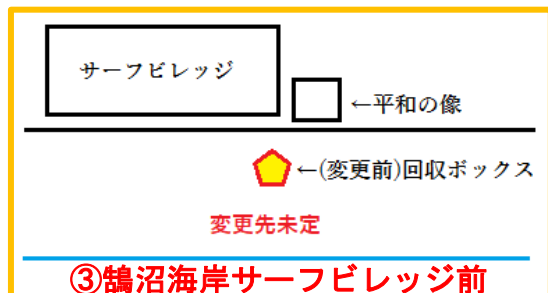 サーフビレッジ
←平和の像
←(変更前)回収ボックス
変更先未定
③鵠沼海岸サーフビレッジ前